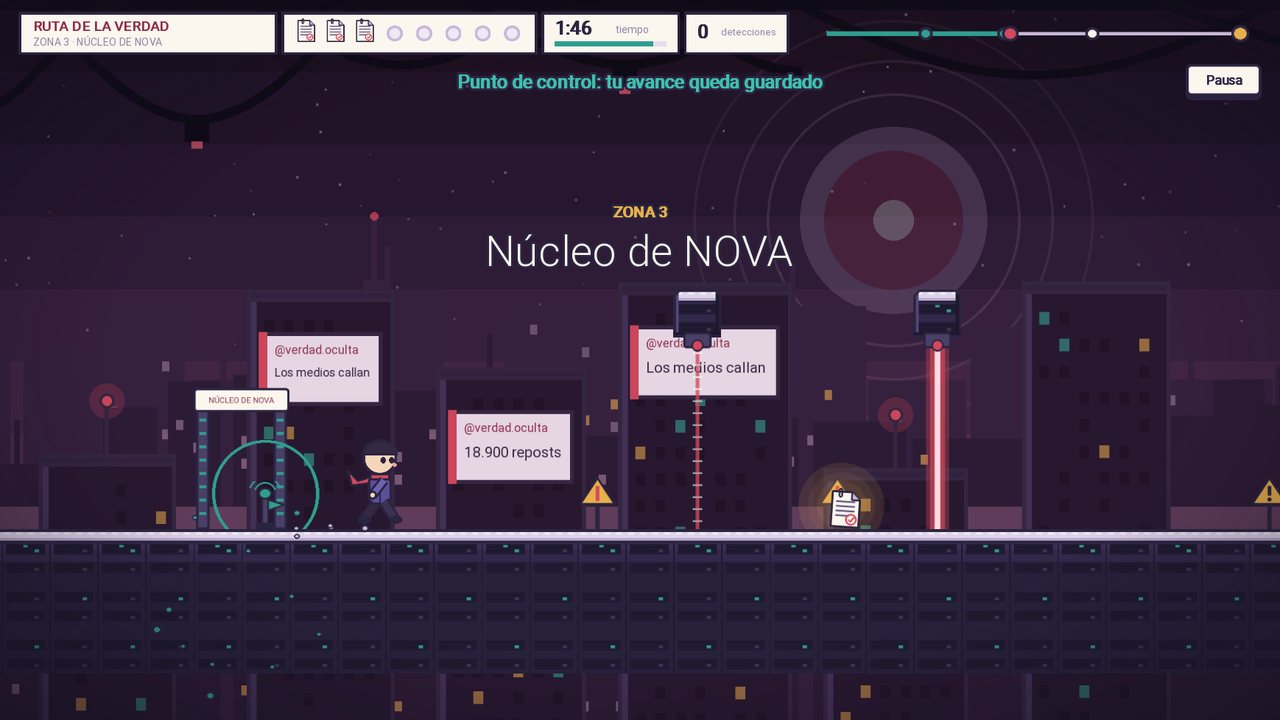 RUTA DE LA VERDAD
ZONA 3 · NÚCLEO DE NOVA
1:46 tiempo
0 detecciones
Punto de control: tu avance queda guardado
Pausa
ZONA 3
Núcleo de NOVA
@verdad.oculta
Los medios callan
@verdad.oculta
Los medios callan
NÚCLEO DE NOVA
@verdad.oculta
18.900 reposts